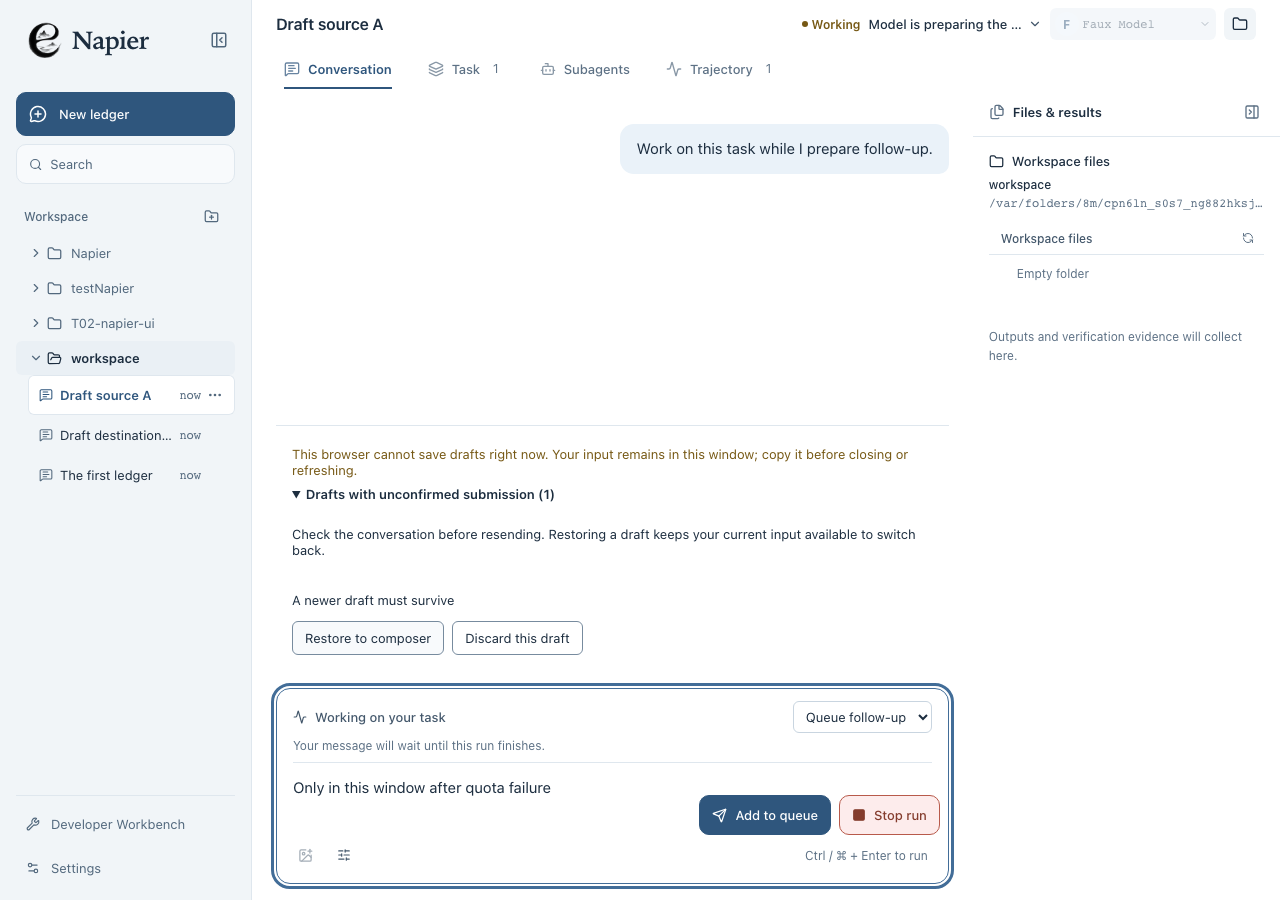 Napier
New ledger
Search
Workspace
Napier
testNapier
T02-napier-ui
workspace
Draft source A now ...
Draft destination... now
The first ledger now
Developer Workbench
Settings
Draft source A
Working Model is preparing the ...
F Faux Model
Conversation
Task 1
Subagents
Trajectory 1
Work on this task while I prepare follow-up.
This browser cannot save drafts right now. Your input remains in this window; copy it before closing or
refreshing.
Drafts with unconfirmed submission (1)
Check the conversation before resending. Restoring a draft keeps your current input available to switch
back.
A newer draft must survive
Restore to composer
Discard this draft
Working on your task
Queue follow-up
Your message will wait until this run finishes.
Only in this window after quota failure
Add to queue
Stop run
Ctrl / ⌘ + Enter to run
Files & results
Workspace files
workspace
/var/folders/8m/cpn6ln_s0s7_ng882hksj...
Workspace files
Empty folder
Outputs and verification evidence will collect
here.